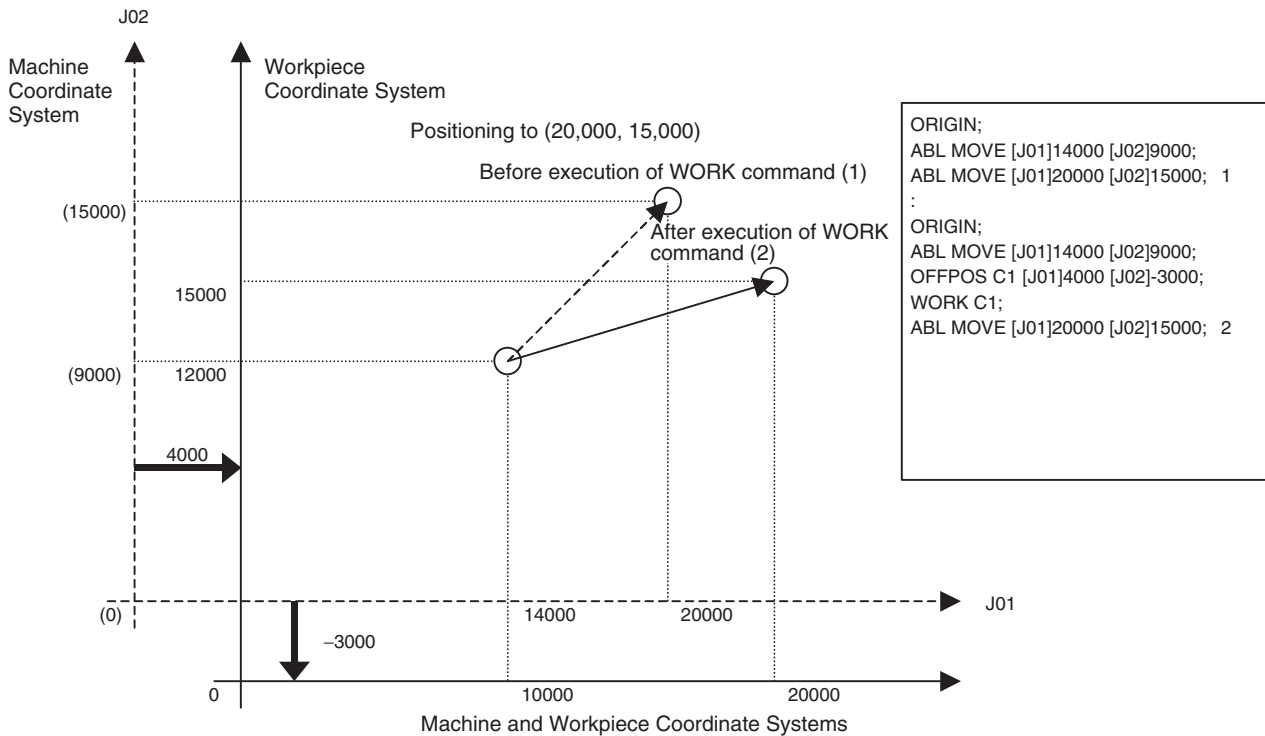 J02
Machine
Coordinate
System
Workpiece
Coordinate System
Positioning to (20,000, 15,000)
Before execution of WORK command (1)
(15000)
After execution of WORK
command (2)
15000
(9000)
12000
4000
(0)
14000
20000
J01
–3000
0
10000
20000
Machine and Workpiece Coordinate Systems
ORIGIN;
ABL MOVE [J01]14000 [J02]9000;
ABL MOVE [J01]20000 [J02]15000; 1
:
ORIGIN;
ABL MOVE [J01]14000 [J02]9000;
OFFPOS C1 [J01]4000 [J02]-3000;
WORK C1;
ABL MOVE [J01]20000 [J02]15000; 2